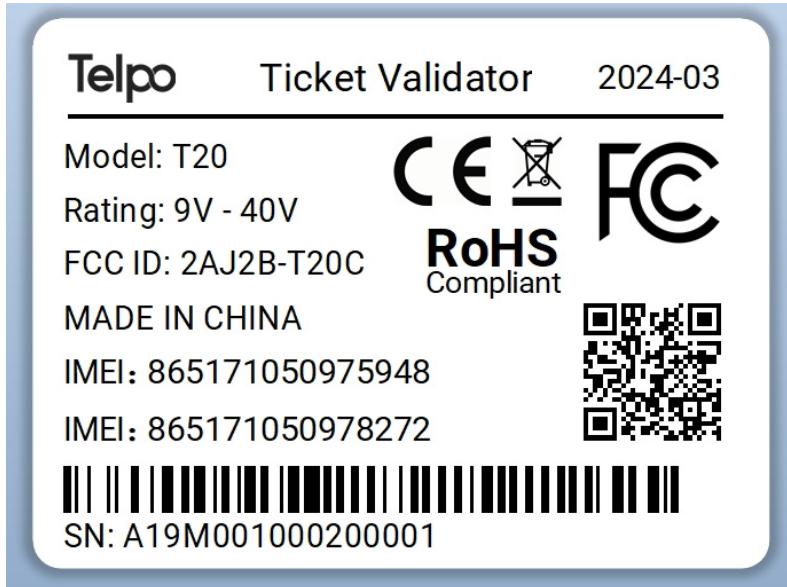 Telpo Ticket Validator 2024-03
Model: T20
Rating: 9V - 40V
FCC ID: 2AJ2B-T20C
CE
FC
RoHS
Compliant
MADE IN CHINA
IMEI：865171050975948
IMEI：865171050978272
SN: A19M001000200001